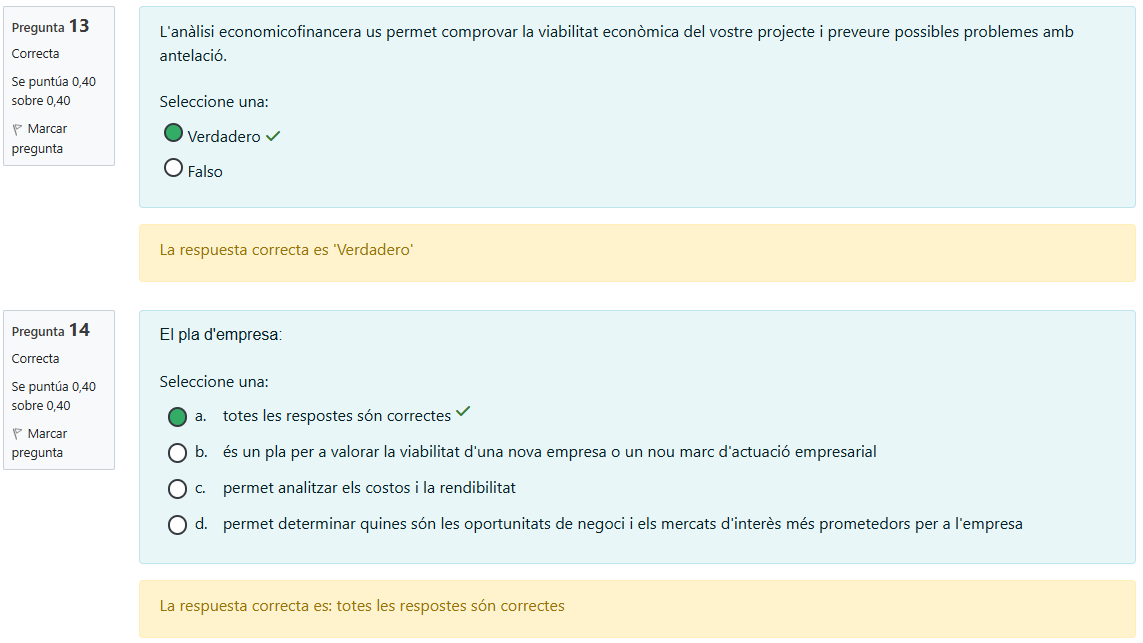 Pregunta 13
Correcta
Se puntúa 0,40
sobre 0,40
Marcar
pregunta
L'anàlisi economicofinancera us permet comprovar la viabilitat econòmica del vostre projecte i preveure possibles problemes amb
antelació.
Seleccione una:
Verdadero
Falso
La respuesta correcta es 'Verdadero'
Pregunta 14
Correcta
Se puntúa 0,40
sobre 0,40
Marcar
pregunta
El pla d'empresa:
Seleccione una:
a. totes les respostes són correctes
b. és un pla per a valorar la viabilitat d'una nova empresa o un nou marc d'actuació empresarial
c. permet analitzar els costos i la rendibilitat
d. permet determinar quines són les oportunitats de negoci i els mercats d'interès més prometedors per a l'empresa
La respuesta correcta es: totes les respostes són correctes